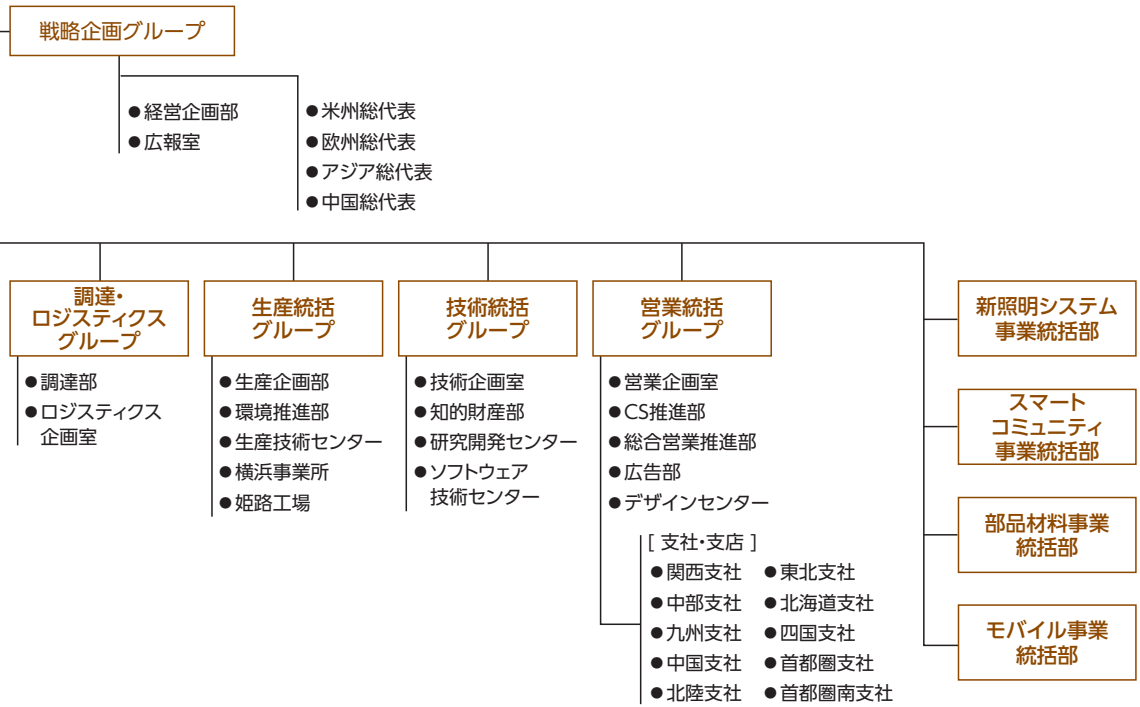 戦略企画グループ
●経営企画部
●広報室
●米州総代表
●欧州総代表
●アジア総代表
●中国総代表
調達・
ロジスティクス
グループ
●調達部
●ロジスティクス
企画室
生産統括
グループ
●生産企画部
●環境推進部
●生産技術センター
●横浜事業所
●姫路工場
技術統括
グループ
●技術企画室
●知的財産部
●研究開発センター
●ソフトウェア
技術センター
営業統括
グループ
●営業企画室
●CS推進部
●総合営業推進部
●広告部
●デザインセンター
[ 支社・支店 ]
●関西支社 ●東北支社
●中部支社 ●北海道支社
●九州支社 ●四国支社
●中国支社 ●首都圏支社
●北陸支社 ●首都圏南支社
新照明システム
事業統括部
スマート
コミュニティ
事業統括部
部品材料事業
統括部
モバイル事業
統括部